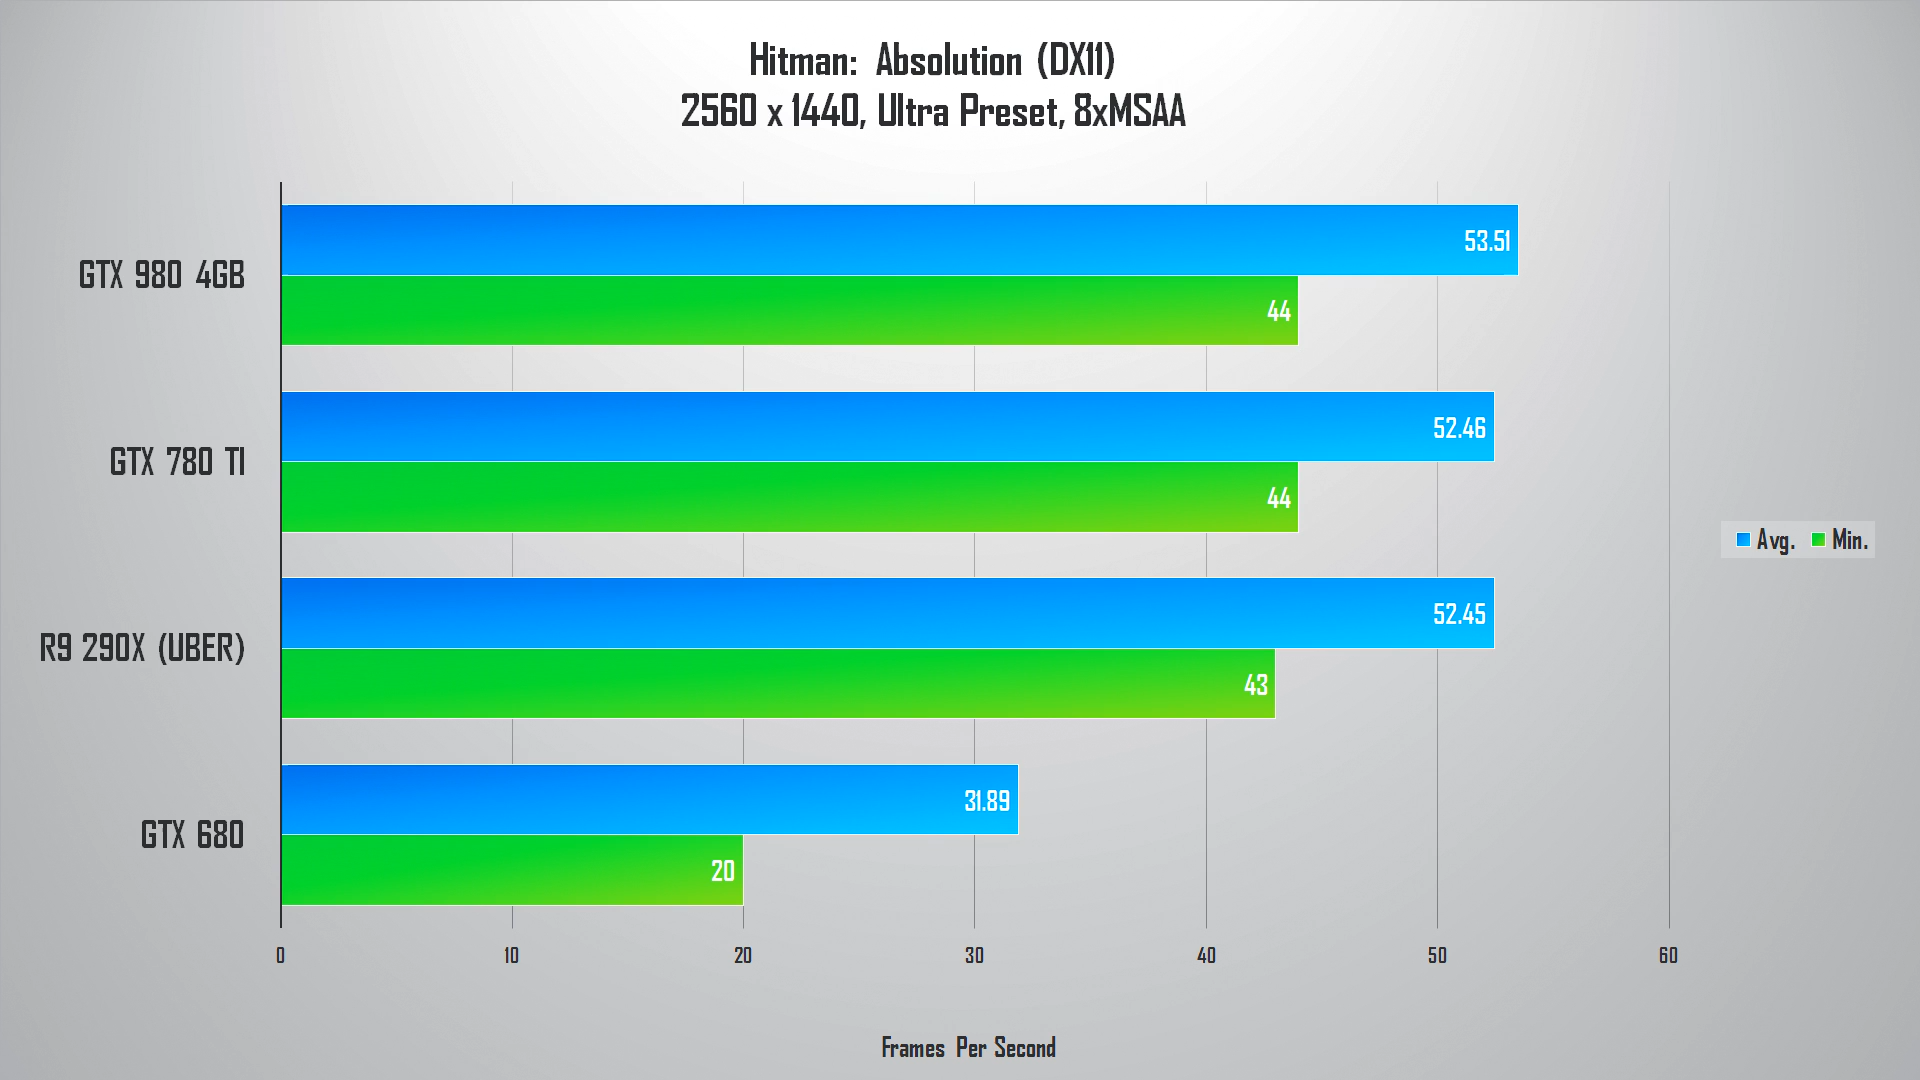 Hitman: Absolution (DX11)
2560 x 1440, Ultra Preset, 8xMSAA
GTX 980 4GB
53.51
44
GTX 780 TI
52.46
44
R9 290X (UBER)
52.45
43
GTX 680
31.89
20
Avg. Min.
0 10 20 30 40 50 60
Frames Per Second